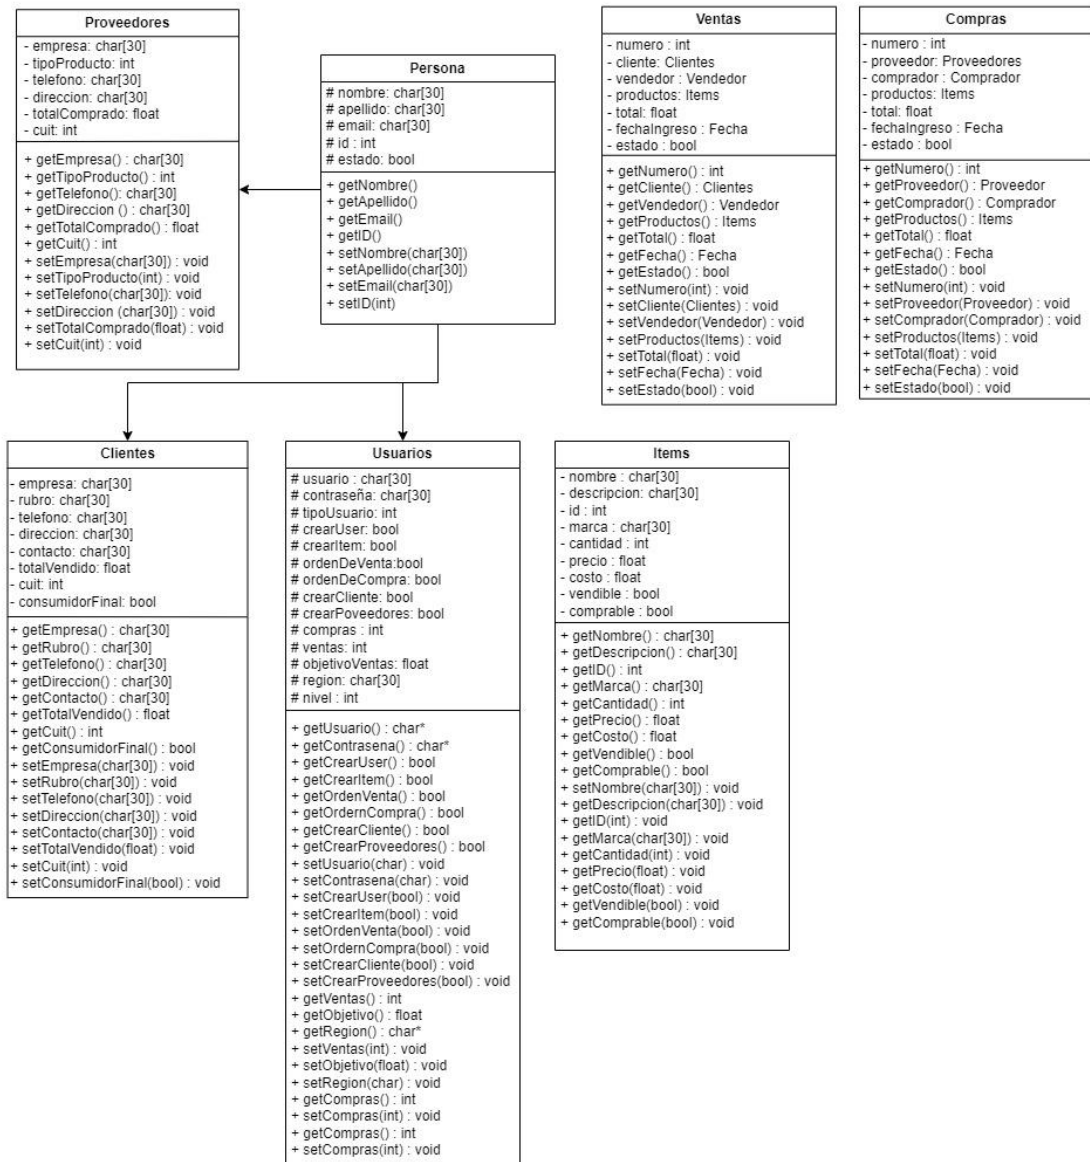 Proveedores
- empresa: char[30]
- tipoProducto: int
- telefono: char[30]
- direccion: char[30]
- totalComprado: float
- cuit: int
+ getEmpresa() : char[30]
+ getTipoProducto() : int
+ getTelefono(): char[30]
+ getDireccion () : char[30]
+ getTotalComprado() : float
+ getCuit() : int
+ setEmpresa(char[30]) : void
+ setTipoProducto(int) : void
+ setTelefono(char[30]): void
+ setDireccion (char[30]) : void
+ setTotalComprado(float) : void
+ setCuit(int) : void
Persona
# nombre: char[30]
# apellido: char[30]
# email: char[30]
# id : int
# estado: bool
+ getNombre()
+ getApellido()
+ getEmail()
+ getID()
+ setNombre(char[30])
+ setApellido(char[30])
+ setEmail(char[30])
+ setID(int)
Ventas
- numero : int
- cliente: Clientes
- vendedor : Vendedor
- productos: Items
- total: float
- fechaIngreso : Fecha
- estado : bool
+ getNumero() : int
+ getCliente() : Clientes
+ getVendedor() : Vendedor
+ getProductos() : Items
+ getTotal() : float
+ getFecha() : Fecha
+ getEstado() : bool
+ setNumero(int) : void
+ setCliente(Clientes) : void
+ setVendedor(Vendedor) : void
+ setProductos(Items) : void
+ setTotal(float) : void
+ setFecha(Fecha) : void
+ setEstado(bool) : void
Compras
- numero : int
- proveedor: Proveedores
- comprador : Comprador
- productos: Items
- total: float
- fechaIngreso : Fecha
- estado : bool
+ getNumero() : int
+ getProveedor() : Proveedor
+ getComprador() : Comprador
+ getProductos() : Items
+ getTotal() : float
+ getFecha() : Fecha
+ getEstado() : bool
+ setNumero(int) : void
+ setProveedor(Proveedor) : void
+ setComprador(Comprador) : void
+ setProductos(Items) : void
+ setTotal(float) : void
+ setFecha(Fecha) : void
+ setEstado(bool) : void
Clientes
- empresa: char[30]
- rubro: char[30]
- telefono: char[30]
- direccion: char[30]
- contacto: char[30]
- totalVendido: float
- cuit: int
- consumidorFinal: bool
+ getEmpresa() : char[30]
+ getRubro() : char[30]
+ getTelefono() : char[30]
+ getDireccion() : char[30]
+ getContacto() : char[30]
+ getTotalVendido() : float
+ getCuit() : int
+ getConsumidorFinal() : bool
+ setEmpresa(char[30]) : void
+ setRubro(char[30]) : void
+ setTelefono(char[30]) : void
+ setDireccion(char[30]) : void
+ setContacto(char[30]) : void
+ setTotalVendido(float) : void
+ setCuit(int) : void
+ setConsumidorFinal(bool) : void
Usuarios
# usuario : char[30]
# contraseña: char[30]
# tipoUsuario: int
# crearUser: bool
# crearItem: bool
# ordenDeVenta:bool
# ordenDeCompra: bool
# crearCliente: bool
# crearPoveedores: bool
# compras : int
# ventas: int
# objetivoVentas: float
# region: char[30]
# nivel : int
+ getUsuario() : char*
+ getContrasena() : char*
+ getCrearUser() : bool
+ getCrearItem() : bool
+ getOrdenVenta() : bool
+ getOrdernCompra() : bool
+ getCrearCliente() : bool
+ getCrearProveedores() : bool
+ setUsuario(char) : void
+ setContrasena(char) : void
+ setCrearUser(bool) : void
+ setCrearItem(bool) : void
+ setOrdenVenta(bool) : void
+ setOrdernCompra(bool) : void
+ setCrearCliente(bool) : void
+ setCrearProveedores(bool) : void
+ getVentas() : int
+ getObjetivo() : float
+ getRegion() : char*
+ setVentas(int) : void
+ setObjetivo(float) : void
+ setRegion(char) : void
+ getCompras() : int
+ setCompras(int) : void
+ getCompras() : int
+ setCompras(int) : void
Items
- nombre : char[30]
- descripcion: char[30]
- id : int
- marca : char[30]
- cantidad : int
- precio : float
- costo : float
- vendible : bool
- comprable : bool
+ getNombre() : char[30]
+ getDescripcion() : char[30]
+ getID() : int
+ getMarca() : char[30]
+ getCantidad() : int
+ getPrecio() : float
+ getCosto() : float
+ getVendible() : bool
+ getComprable() : bool
+ setNombre(char[30]) : void
+ getDescripcion(char[30]) : void
+ getID(int) : void
+ getMarca(char[30]) : void
+ getCantidad(int) : void
+ getPrecio(float) : void
+ getCosto(float) : void
+ getVendible(bool) : void
+ getComprable(bool) : void